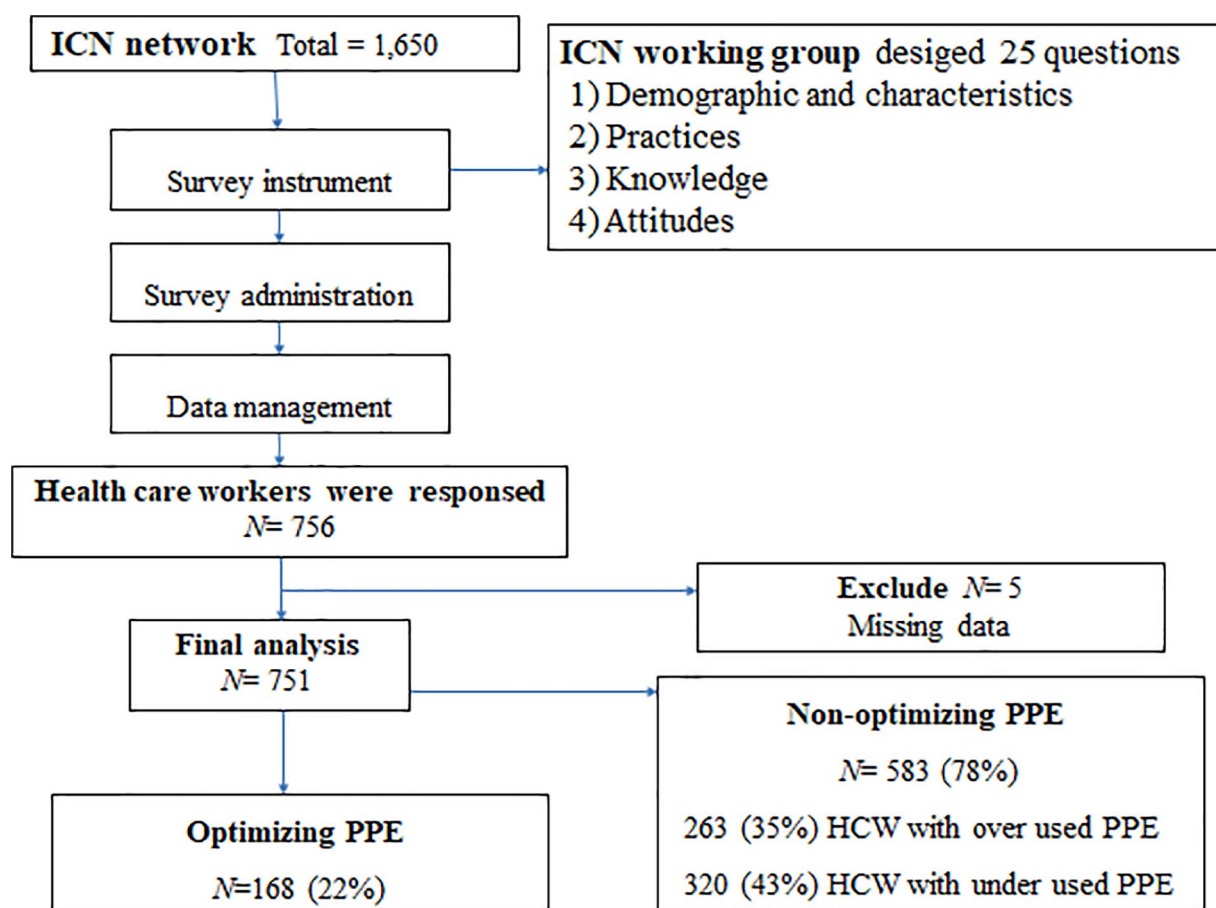 ICN network Total = 1,650
ICN working group desiged 25 questions
1) Demographic and characteristics
2) Practices
3) Knowledge
4) Attitudes
Survey instrument
Survey administration
Data management
Health care workers were responsed
N= 756
Exclude N= 5
Missing data
Final analysis
N= 751
Non-optimizing PPE
N= 583 (78%)
263 (35%) HCW with over used PPE
320 (43%) HCW with under used PPE
Optimizing PPE
N=168 (22%)